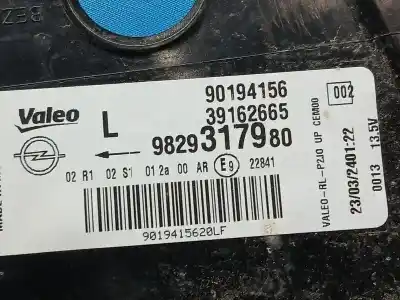 90194156
Valeo
L
39162665
9829317980
02 R1 02 S1 012a 00 AR E9 22841
9019415620LF
002
VALEO-RL-P2JO UP CEM00
23/03/2401:22
0013 13.5V